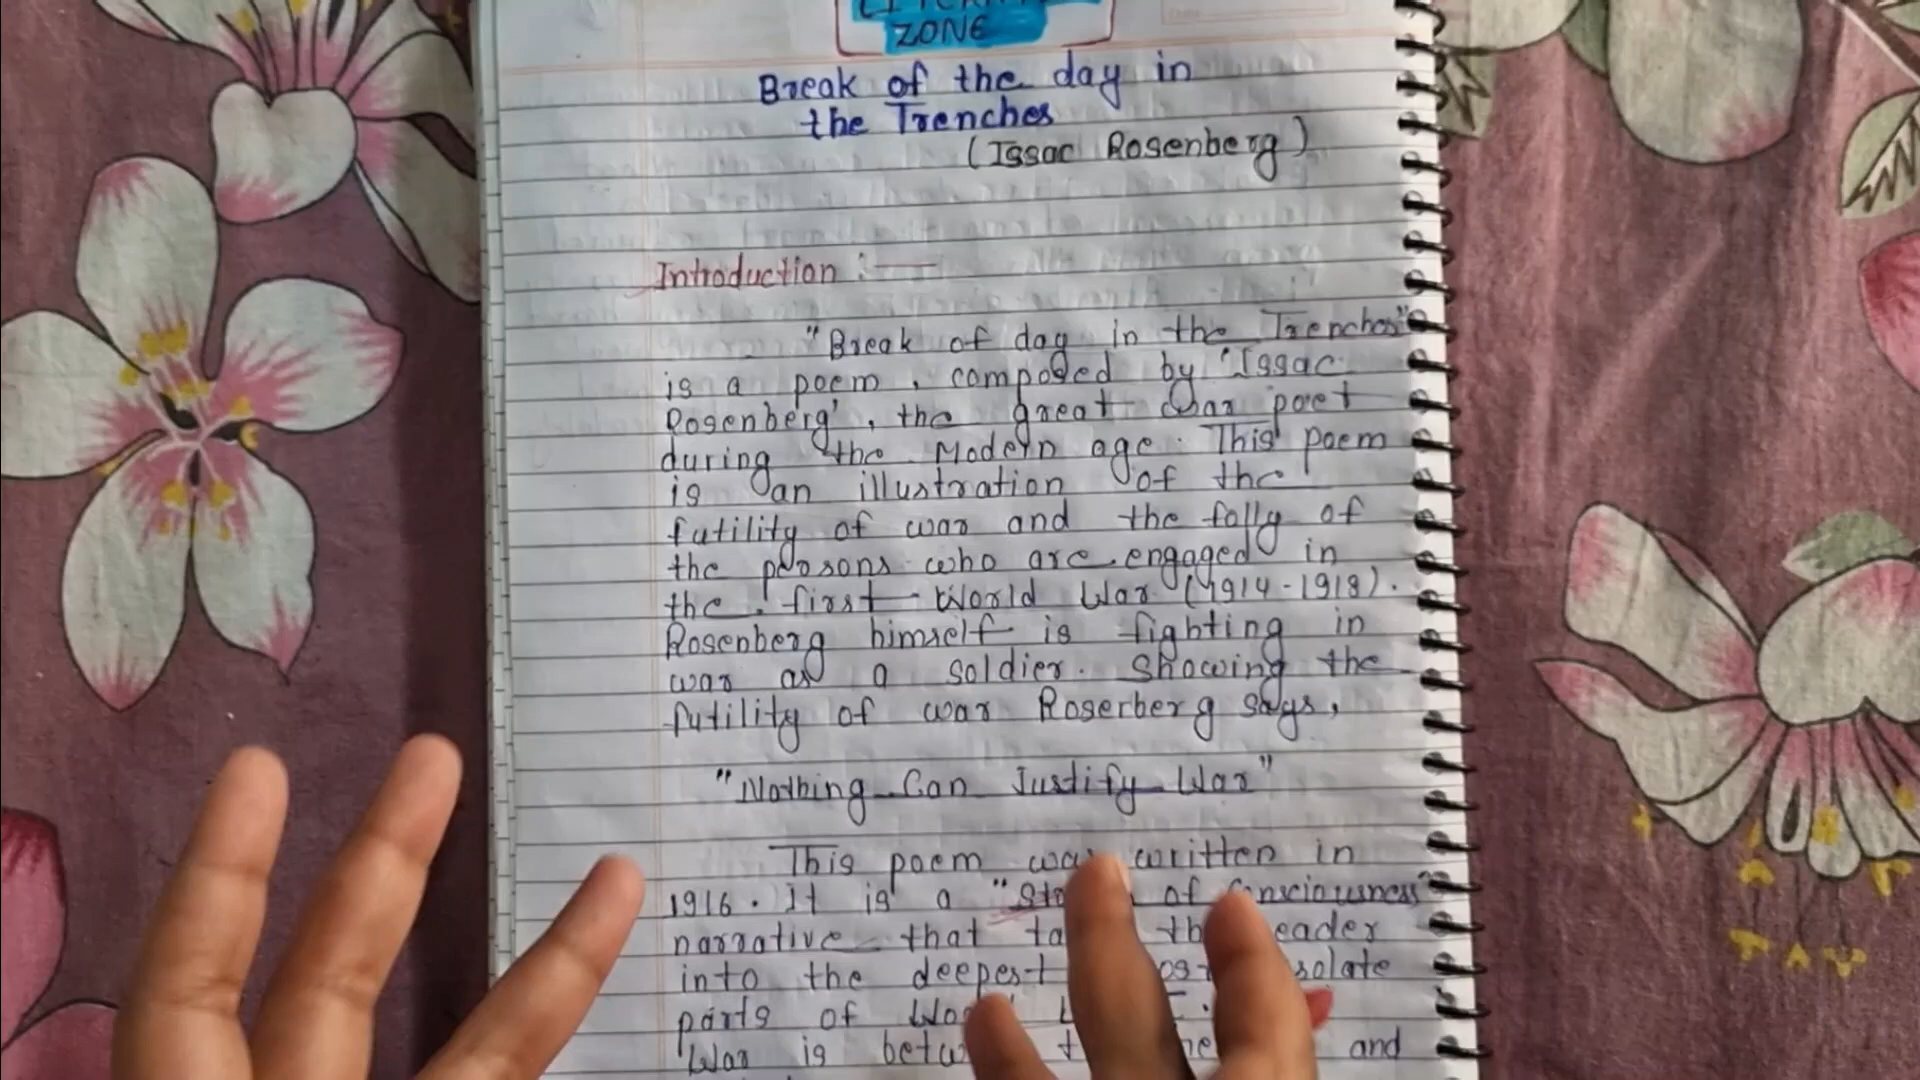 ZONE
Break of the day in
the Trenches
(Issac Rosenberg)
Introduction :—
"Break of day in the Trenches"
is a poem, composed by 'Issac
Rosenberg', the great war poet
during the Modern age. This poem
is an illustration of the
futility of war and the folly of
the persons who are engaged in
the first World War (1914-1918).
Rosenberg himself is fighting in
war as a soldier. Showing the
futility of war Roserberg says,
"Nothing Can Justify War"
This poem was written in
1916. It is a "of Consciousness"
narrative that
into the deepest
parts of
War is and